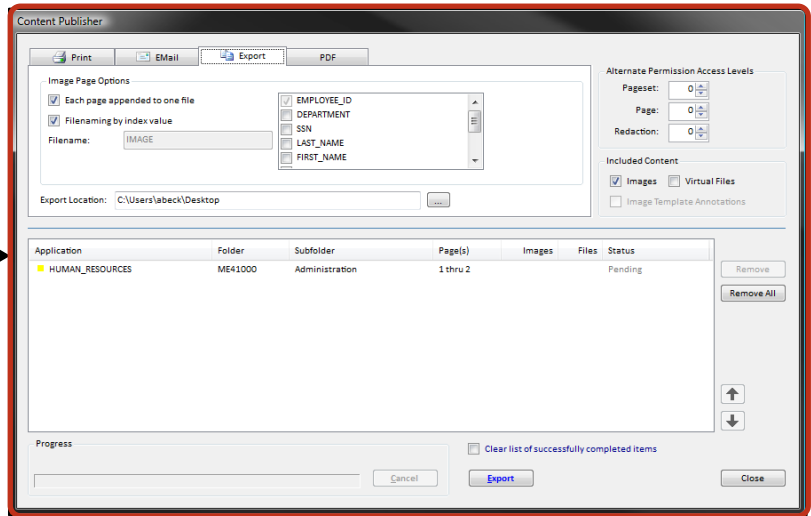 Content Publisher
Print EMail Export PDF
Image Page Options
Each page appended to one file
Filenaming by index value
Filename: IMAGE
EMPLOYEE_ID
DEPARTMENT
SSN
LAST_NAME
FIRST_NAME
Export Location: C:\Users\abeck\Desktop ...
Alternate Permission Access Levels
Pageset: 0
Page: 0
Redaction: 0
Included Content
Images Virtual Files
Image Template Annotations
Application Folder Subfolder Page(s) Images Files Status
HUMAN_RESOURCES ME41000 Administration 1 thru 2 Pending
Remove
Remove All
Progress
Clear list of successfully completed items
Cancel Export Close